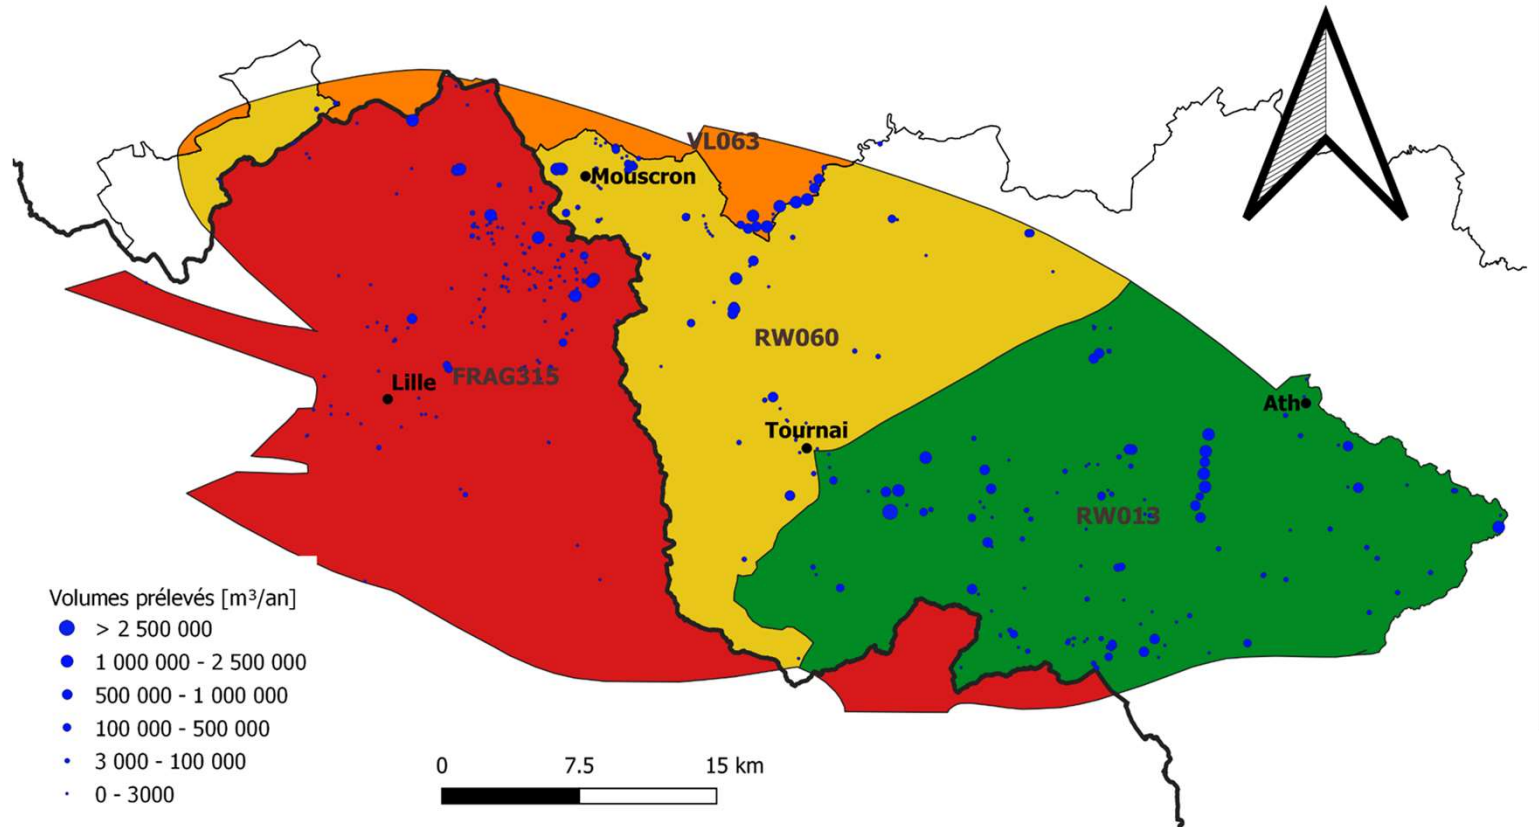 VL063
Mouscron
RW060
FRAG315
Lille
Ath
Tournai
RW013
Volumes prélevés [m³/an]
> 2 500 000
1 000 000 - 2 500 000
500 000 - 1 000 000
100 000 - 500 000
3 000 - 100 000
0 - 3000
0 7.5 15 km